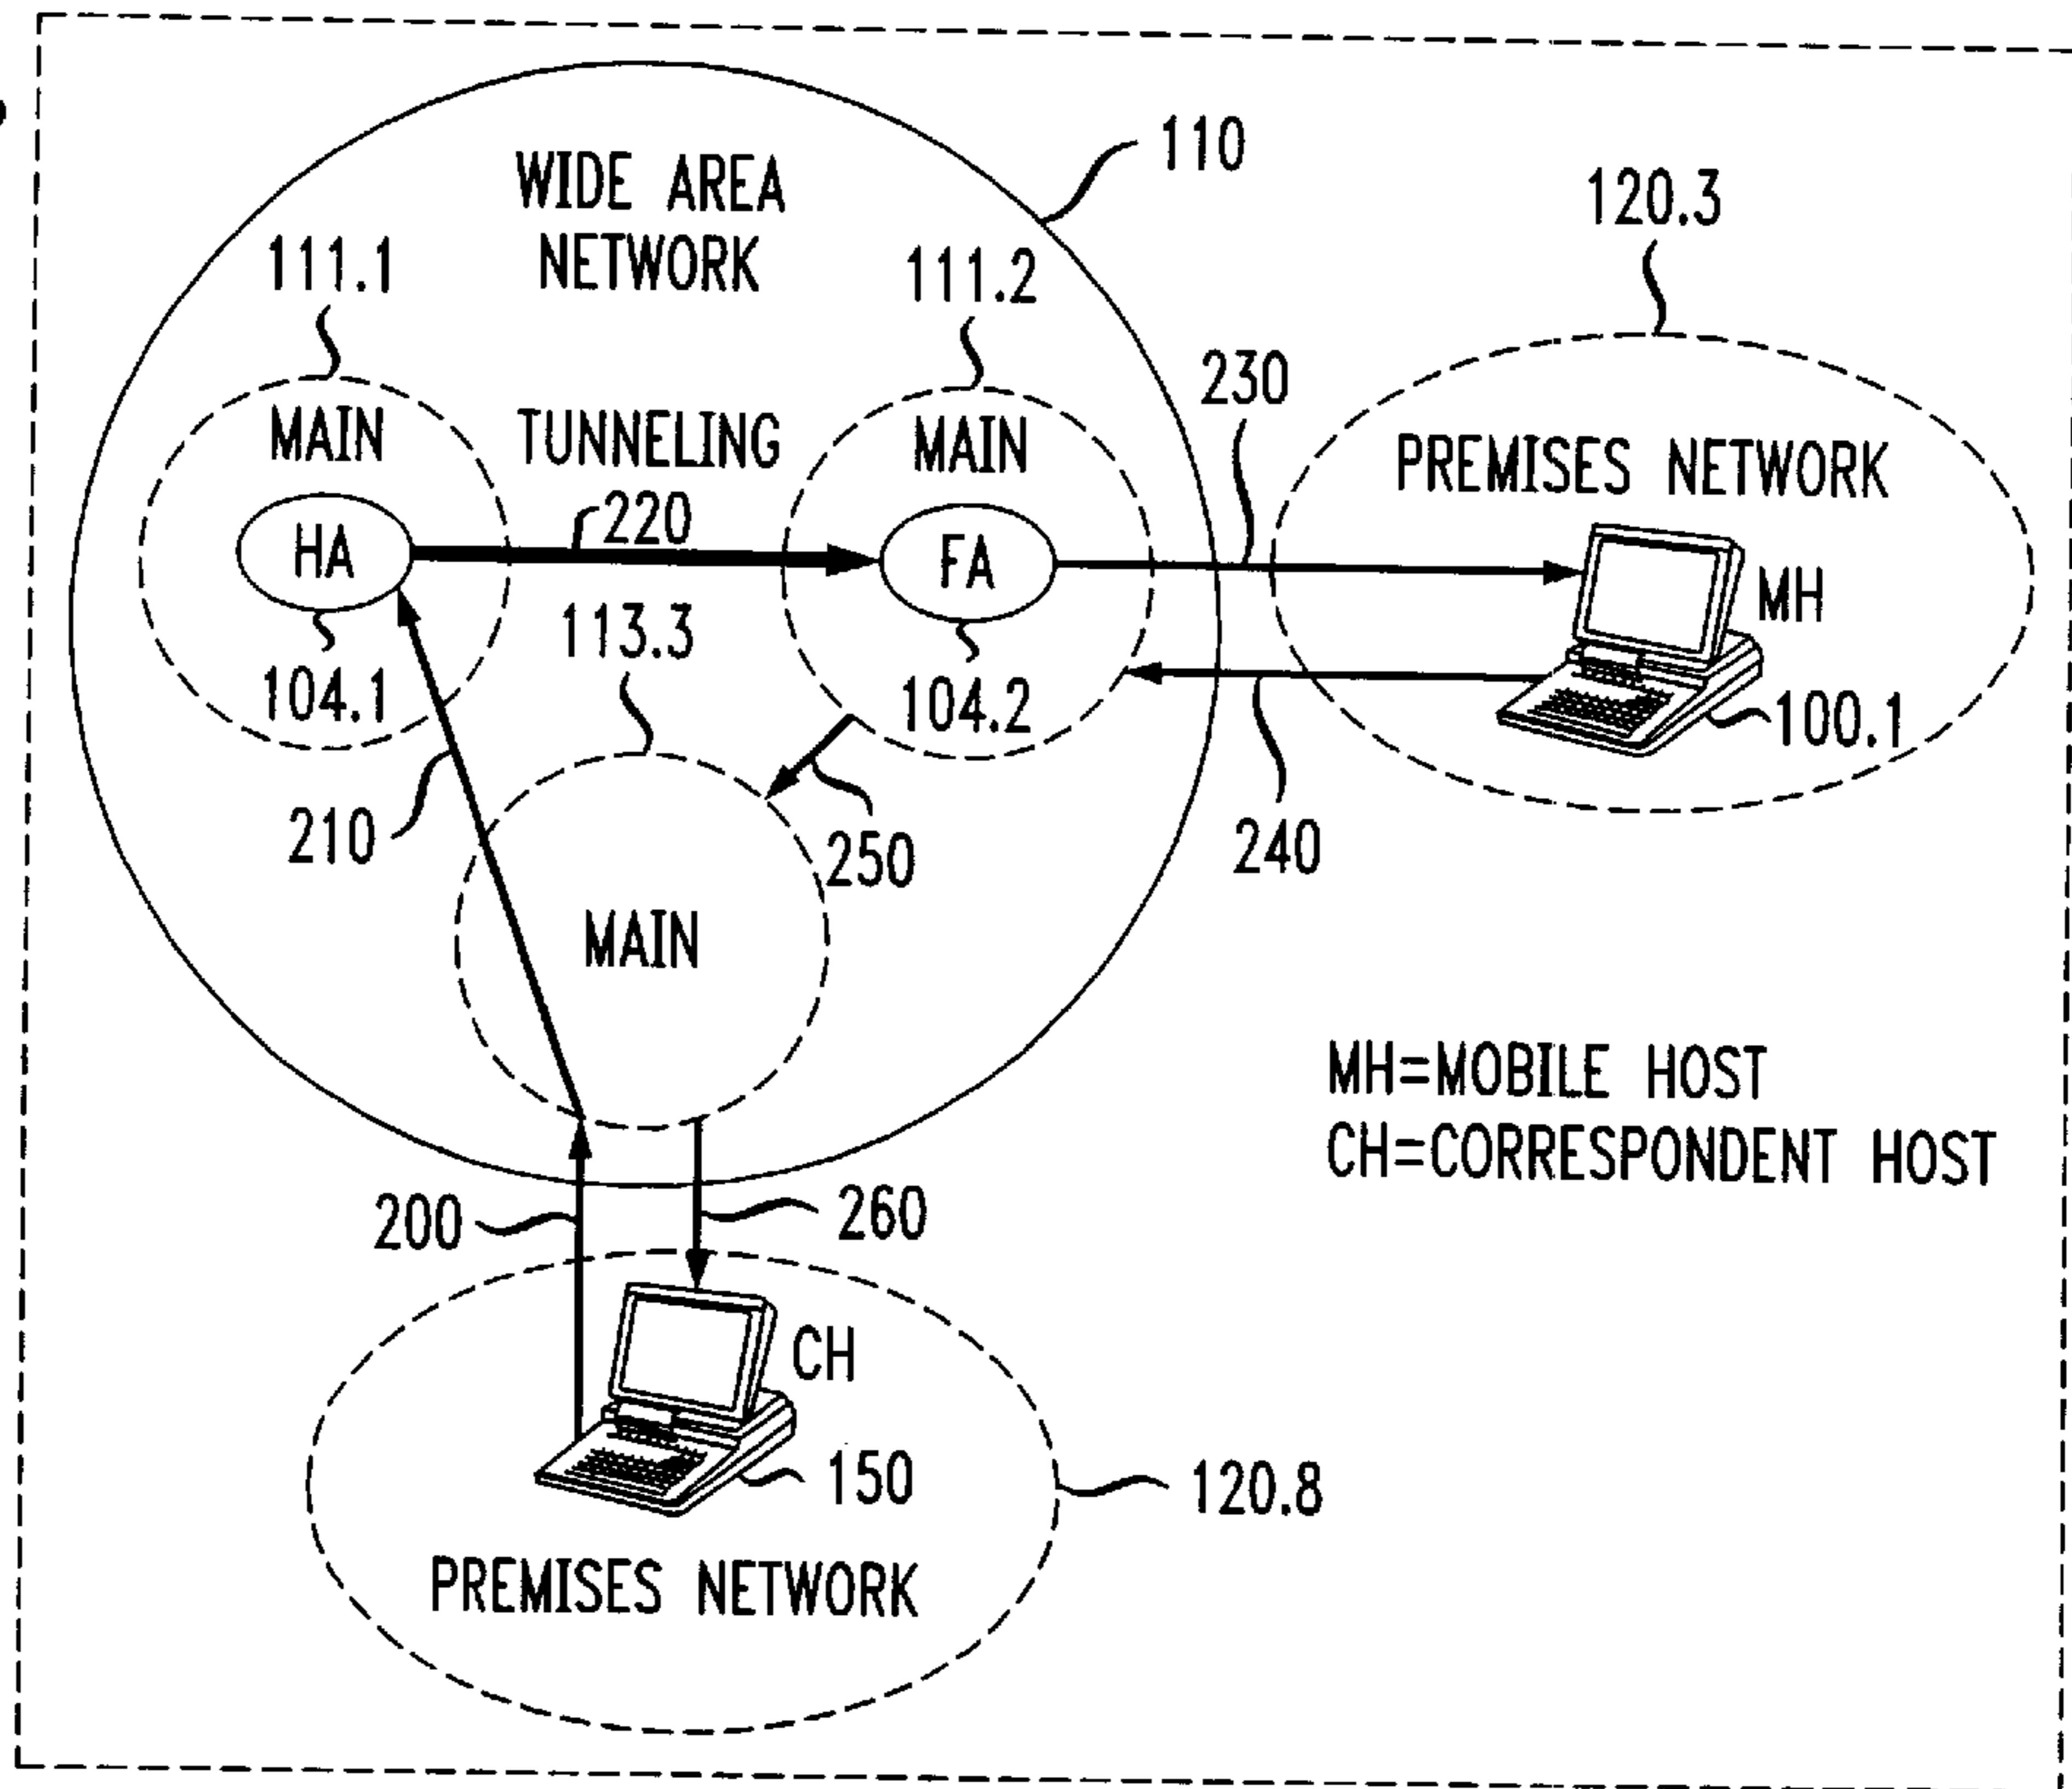 110
WIDE AREA
NETWORK
120.3
111.1
111.2
230
MAIN
TUNNELING
MAIN
PREMISES NETWORK
220
HA
FA
MH
113.3
104.1
104.2
100.1
210
250
240
MAIN
MH=MOBILE HOST
CH=CORRESPONDENT HOST
200
260
CH
150
120.8
PREMISES NETWORK